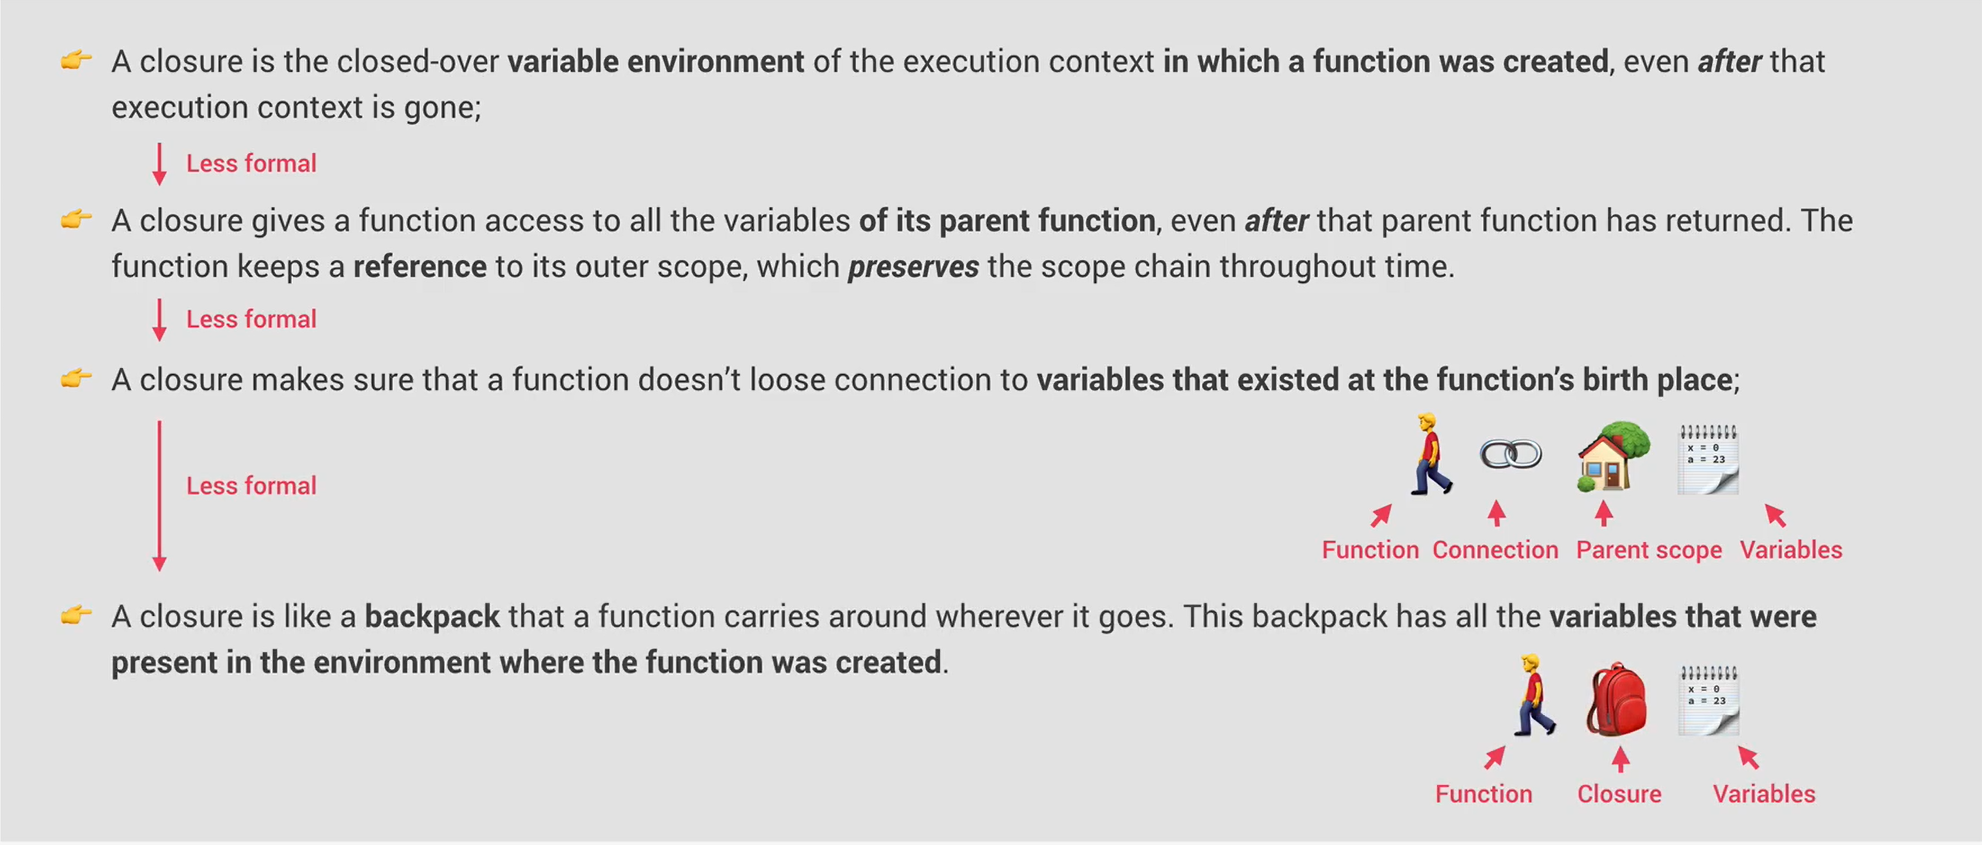 👉 A closure is the closed-over variable environment of the execution context in which a function was created, even after that
execution context is gone;
Less formal
👉 A closure gives a function access to all the variables of its parent function, even after that parent function has returned. The
function keeps a reference to its outer scope, which preserves the scope chain throughout time.
Less formal
👉 A closure makes sure that a function doesn’t loose connection to variables that existed at the function’s birth place;
x = 0
a = 23
Less formal
Function Connection Parent scope Variables
👉 A closure is like a backpack that a function carries around wherever it goes. This backpack has all the variables that were
present in the environment where the function was created.
x = 0
a = 23
Function Closure Variables